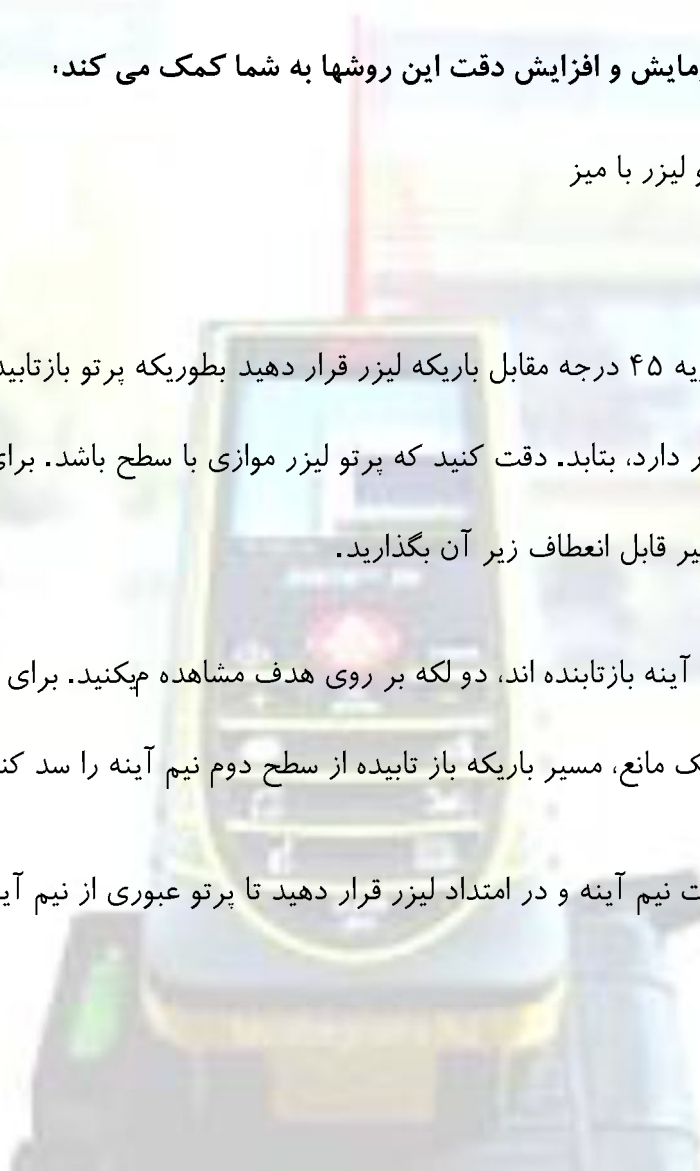 مایش و افزایش دقت این روشها به شما کمک می کند:
لیزر با میز
۴۵ درجه مقابل باریکه لیزر قرار دهید بطوریکه پرتو بازتابید
دارد، بتابد. دقت کنید که پرتو لیزر موازی با سطح باشد. برای
یر قابل انعطاف زیر آن بگذارید.
آینه بازتابنده اند، دو لکه بر روی هدف مشاهده میکنید. برای
ک مانع، مسیر باریکه باز تابیده از سطح دوم نیم آینه را سد کن
ت نیم آینه و در امتداد لیزر قرار دهید تا پرتو عبوری از نیم آی